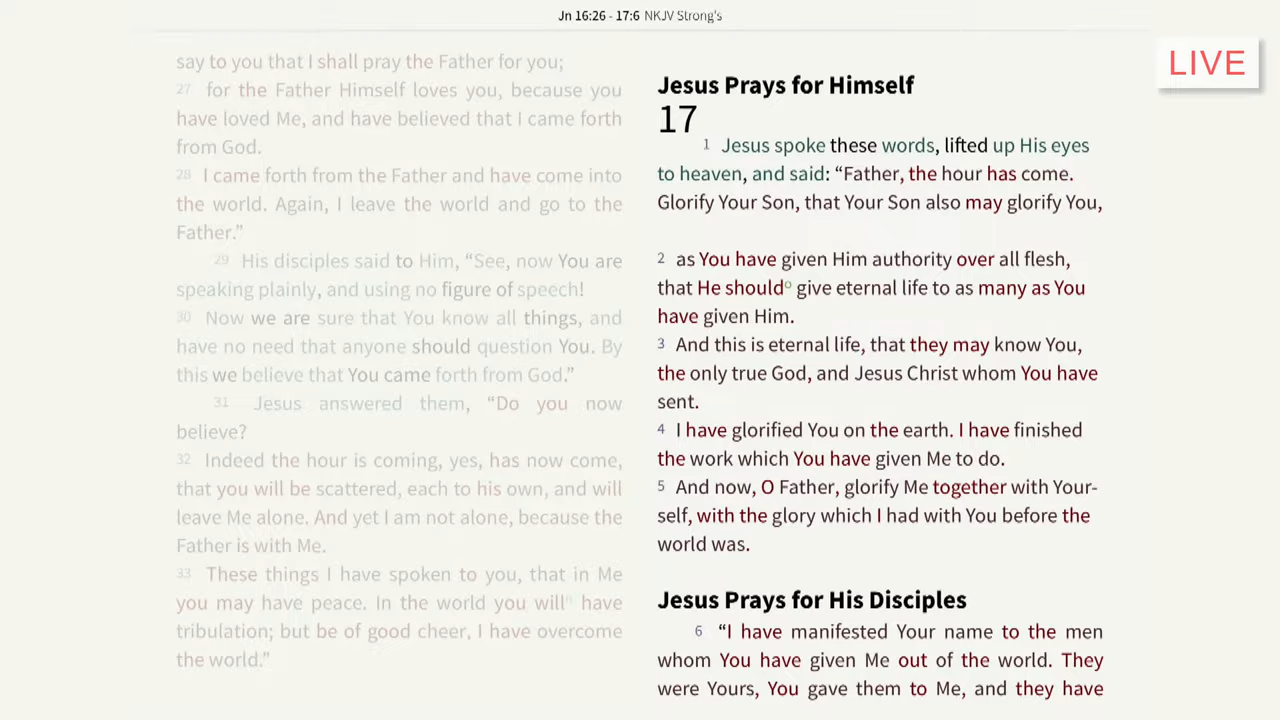 Jn 16:26 - 17:6 NKJV Strong's
LIVE
say to you that I shall pray the Father for you;
27 for the Father Himself loves you, because you
have loved Me, and have believed that I came forth
from God.
28 I came forth from the Father and have come into
the world. Again, I leave the world and go to the
Father.”
29 His disciples said to Him, “See, now You are
speaking plainly, and using no figure of speech!
30 Now we are sure that You know all things, and
have no need that anyone should question You. By
this we believe that You came forth from God.”
31 Jesus answered them, “Do you now
believe?
32 Indeed the hour is coming, yes, has now come,
that you will be scattered, each to his own, and will
leave Me alone. And yet I am not alone, because the
Father is with Me.
33 These things I have spoken to you, that in Me
you may have peace. In the world you willn have
tribulation; but be of good cheer, I have overcome
the world.”
Jesus Prays for Himself
17
1 Jesus spoke these words, lifted up His eyes
to heaven, and said: “Father, the hour has come.
Glorify Your Son, that Your Son also may glorify You,
2 as You have given Him authority over all flesh,
that He shouldo give eternal life to as many as You
have given Him.
3 And this is eternal life, that they may know You,
the only true God, and Jesus Christ whom You have
sent.
4 I have glorified You on the earth. I have finished
the work which You have given Me to do.
5 And now, O Father, glorify Me together with Your-
self, with the glory which I had with You before the
world was.
Jesus Prays for His Disciples
6 “I have manifested Your name to the men
whom You have given Me out of the world. They
were Yours, You gave them to Me, and they have